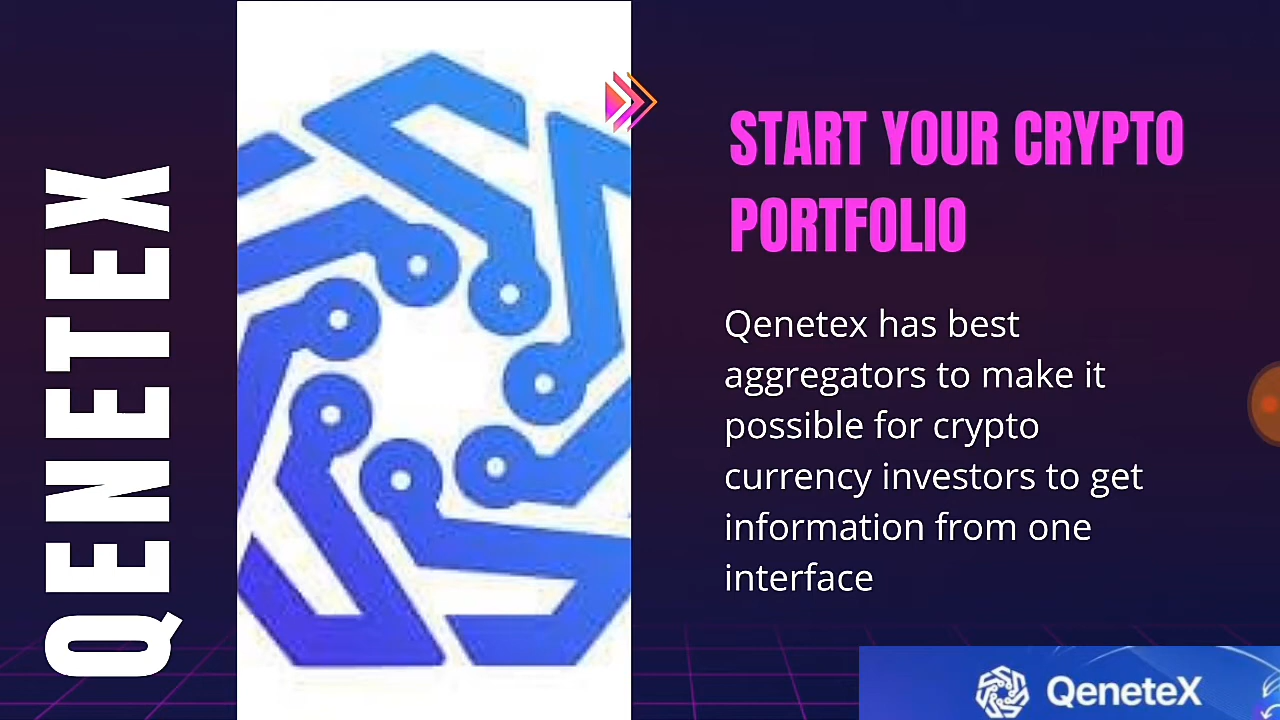 QENETEX
START YOUR CRYPTO
PORTFOLIO
Qenetex has best
aggregators to make it
possible for crypto
currency investors to get
information from one
interface
QeneteX